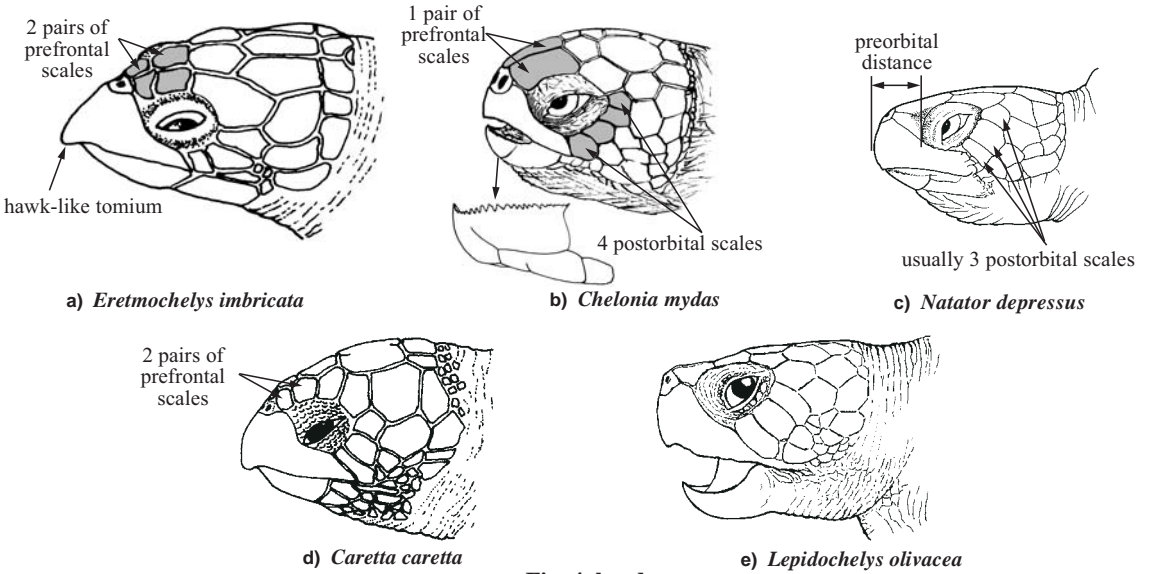 2 pairs of
prefrontal
scales
hawk-like tomium
a) Eretmochelys imbricata
1 pair of
prefrontal
scales
4 postorbital scales
b) Chelonia mydas
preorbital
distance
usually 3 postorbital scales
c) Natator depressus
2 pairs of
prefrontal
scales
d) Caretta caretta
e) Lepidochelys olivacea